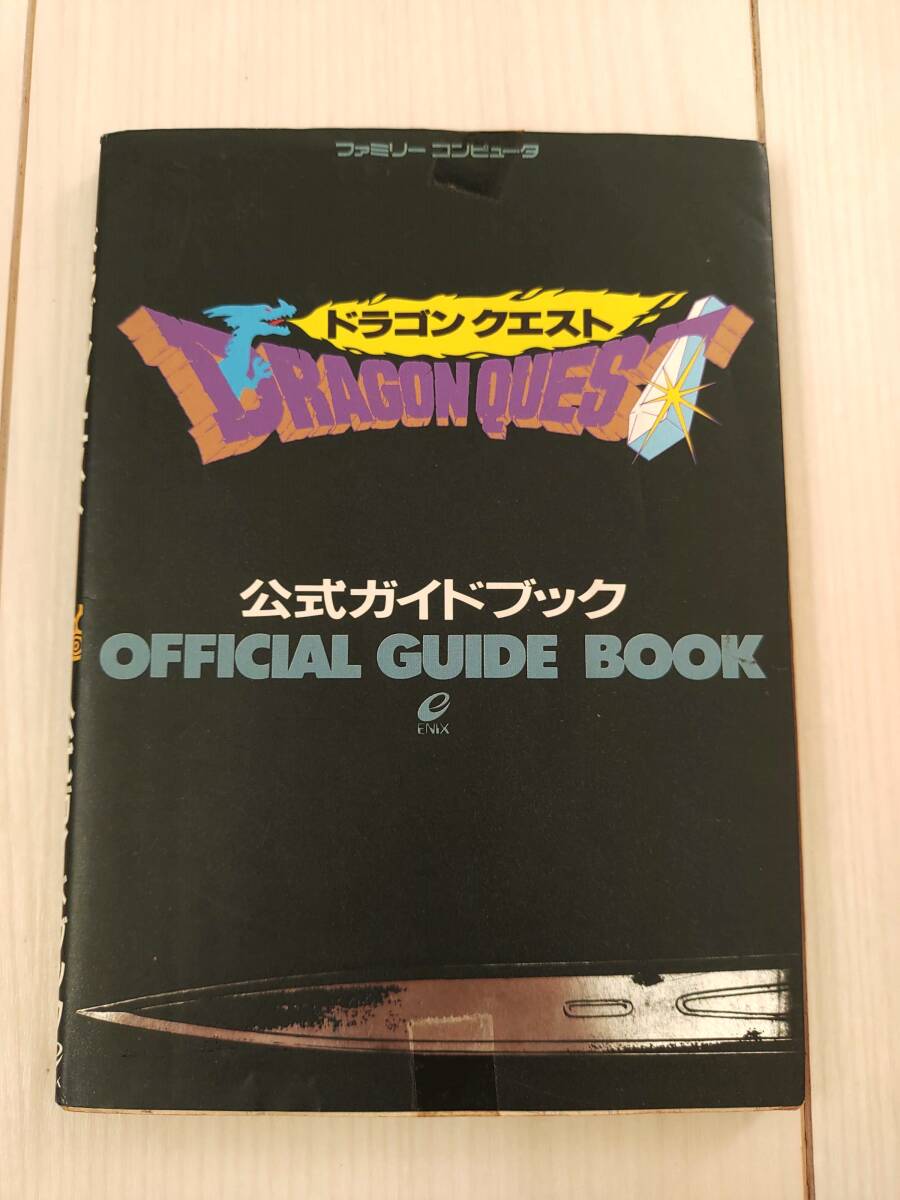 ファミリー コンピュータ
ドラゴン クエスト
DRAGON QUEST
公式ガイドブック
OFFICIAL GUIDE BOOK
e
ENIX